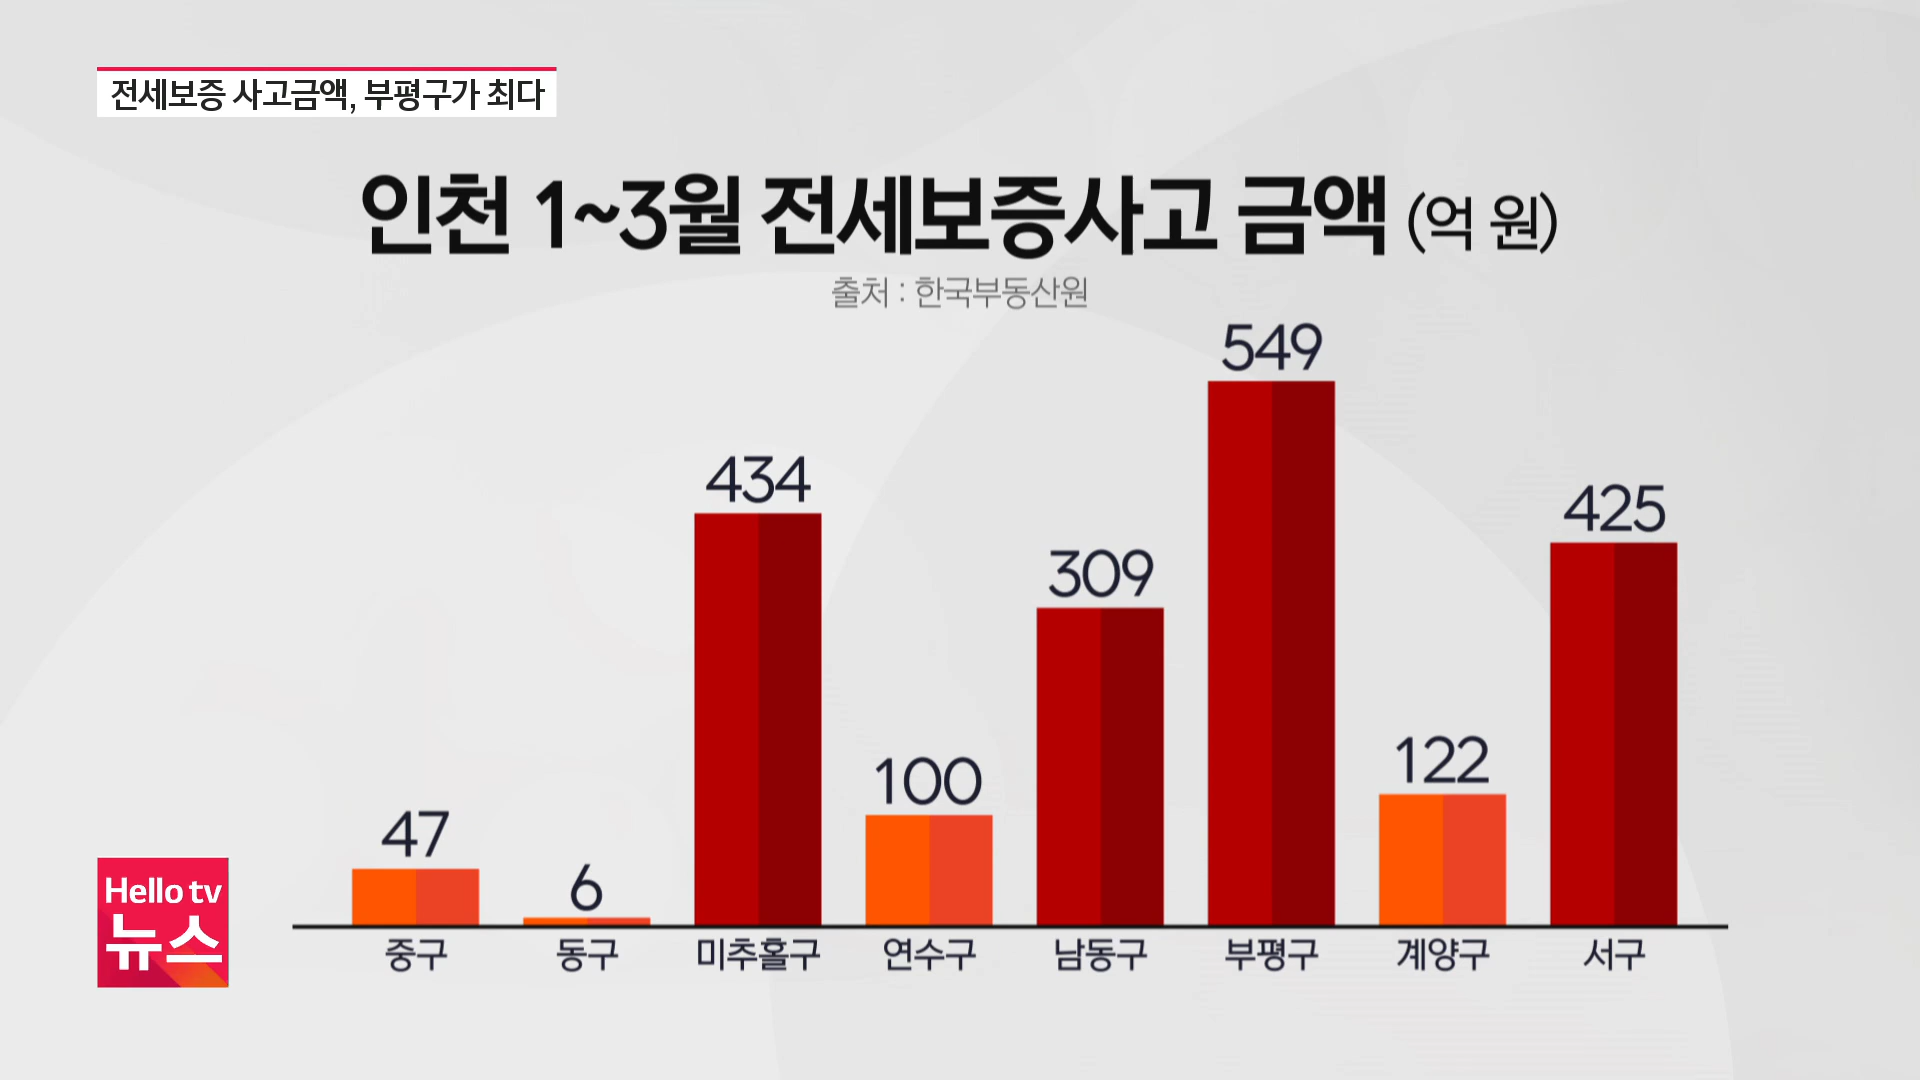 전세보증 사고금액, 부평구가 최다
인천 1~3월 전세보증사고 금액 (억 원)
출처 : 한국부동산원
47
6
434
100
309
549
122
425
중구
동구
미추홀구
연수구
남동구
부평구
계양구
서구
Hello tv
뉴스